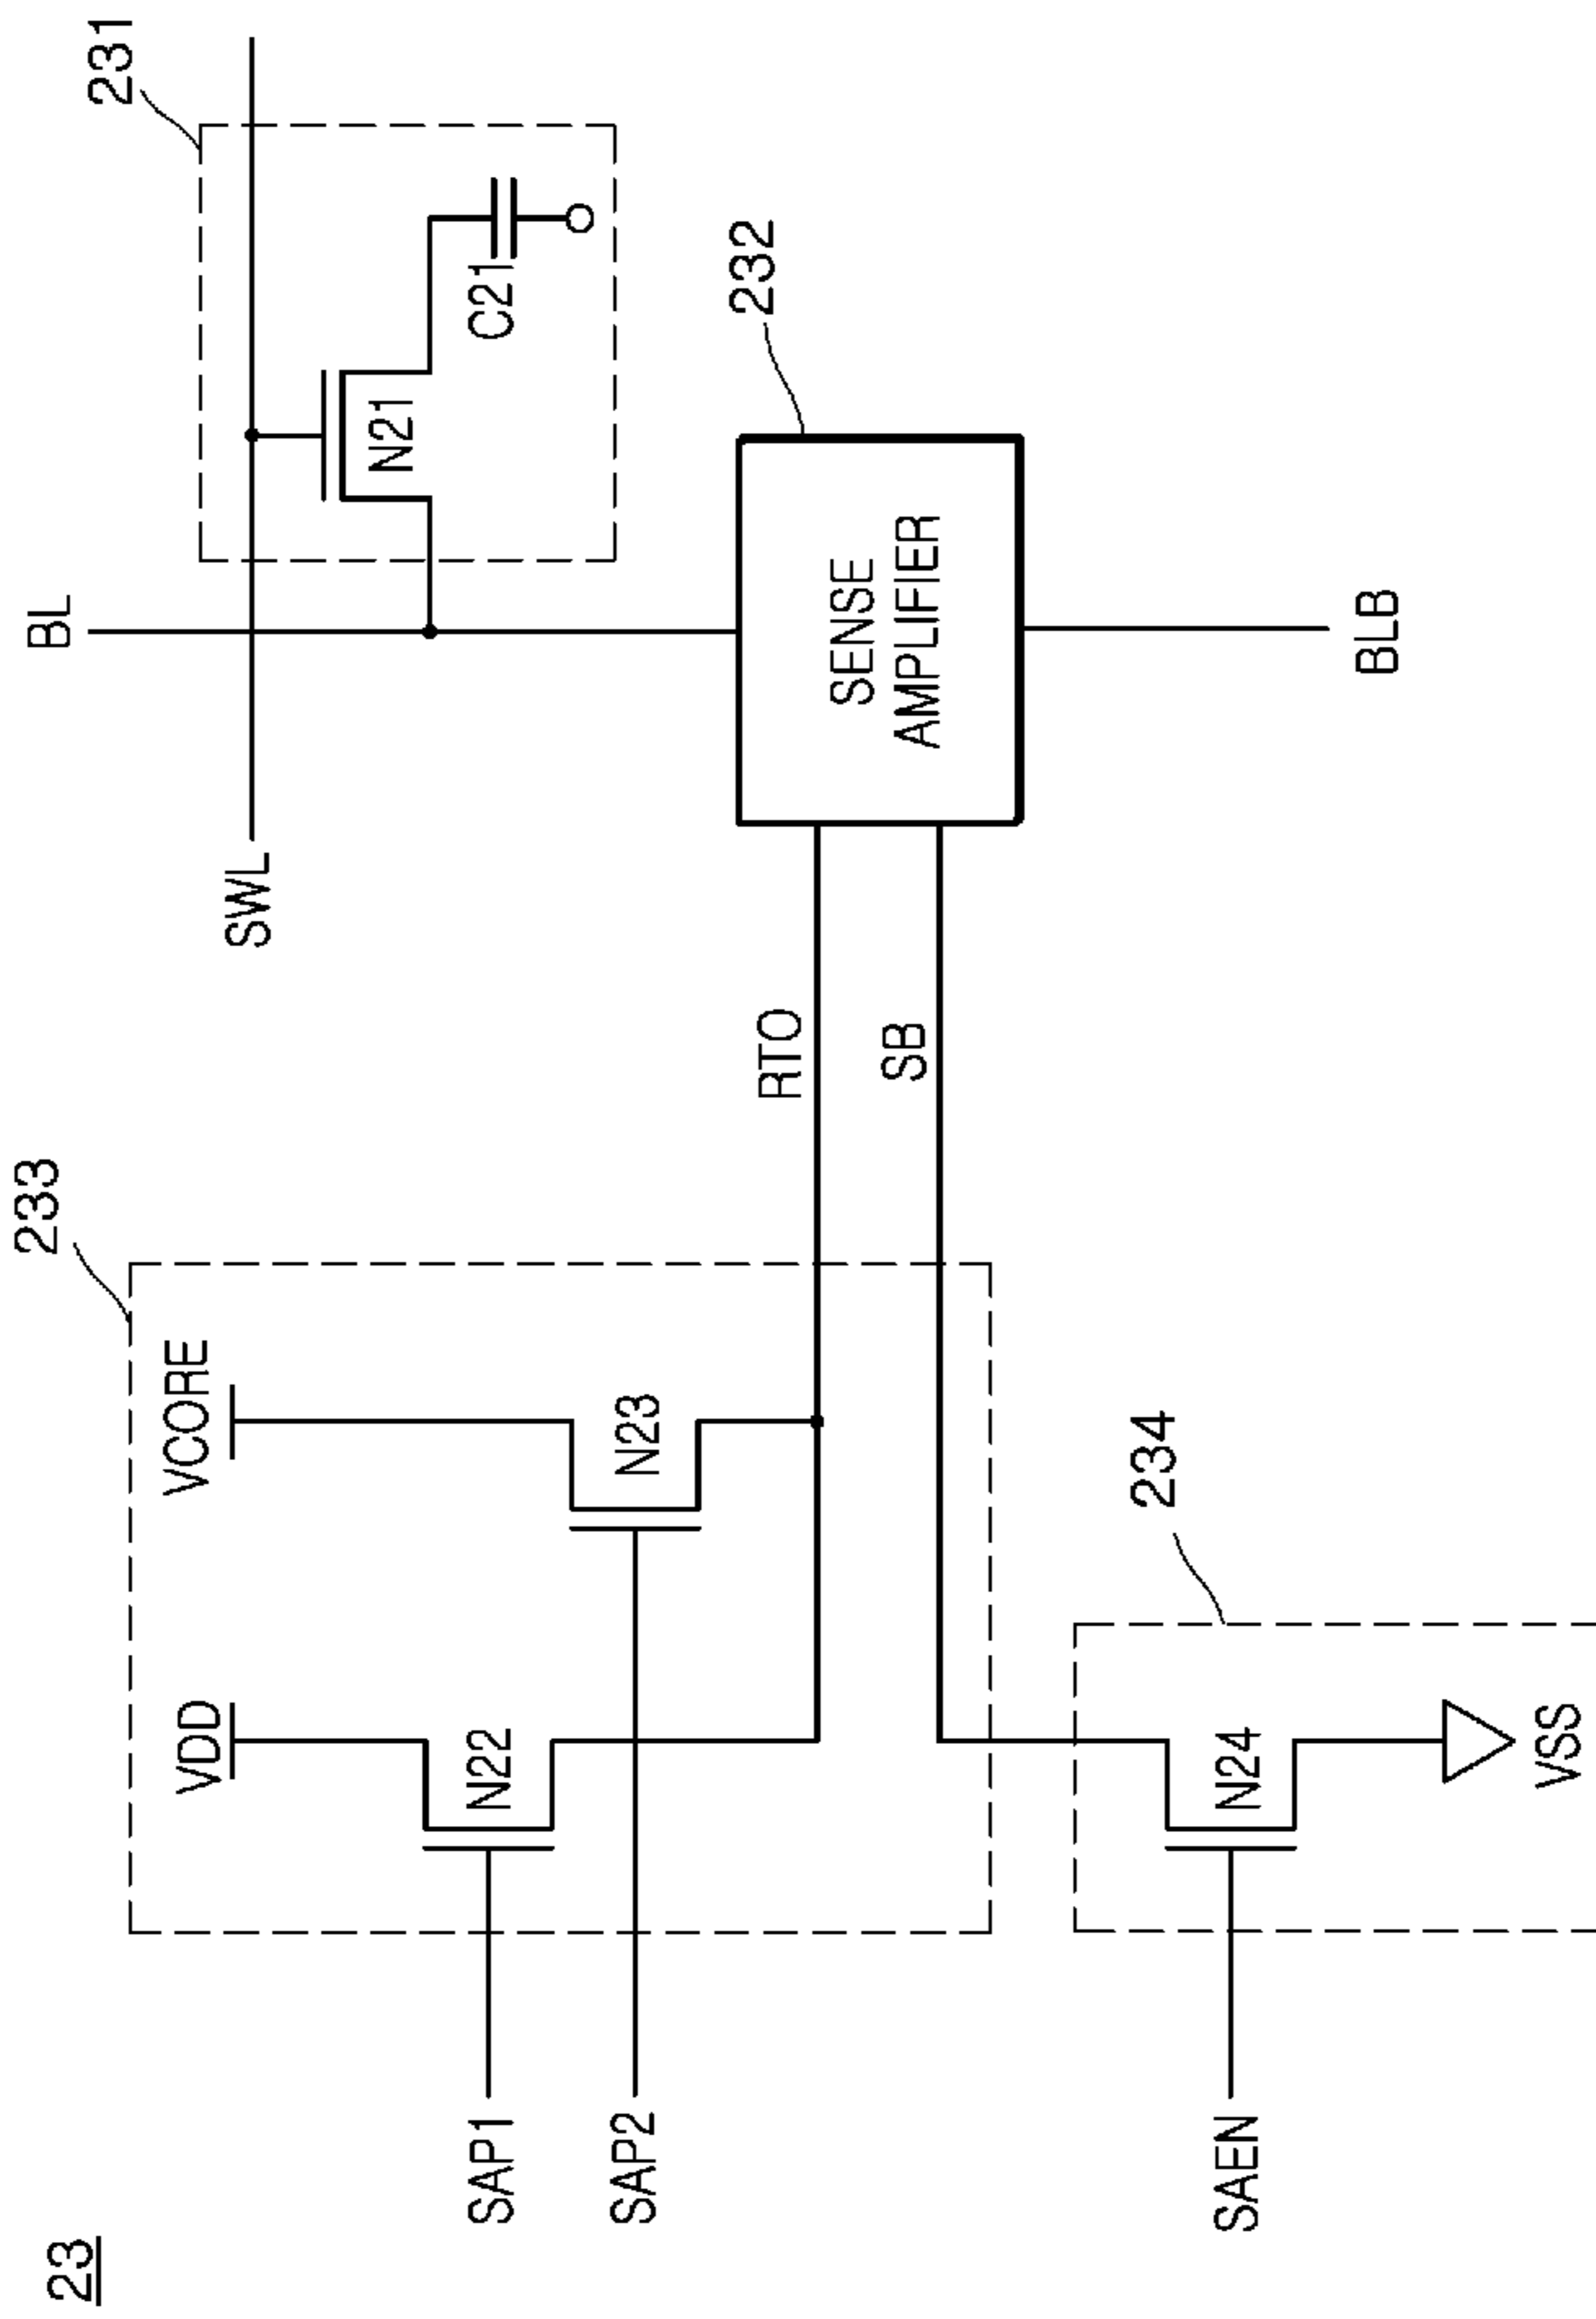 23
233
BL
231
VDD
VCORE
SWL
N21
C21
SAP1
N22
SAP2
N23
RTO
232
SB
SENSE
AMPLIFIER
234
SAEN
N24
BLB
VSS